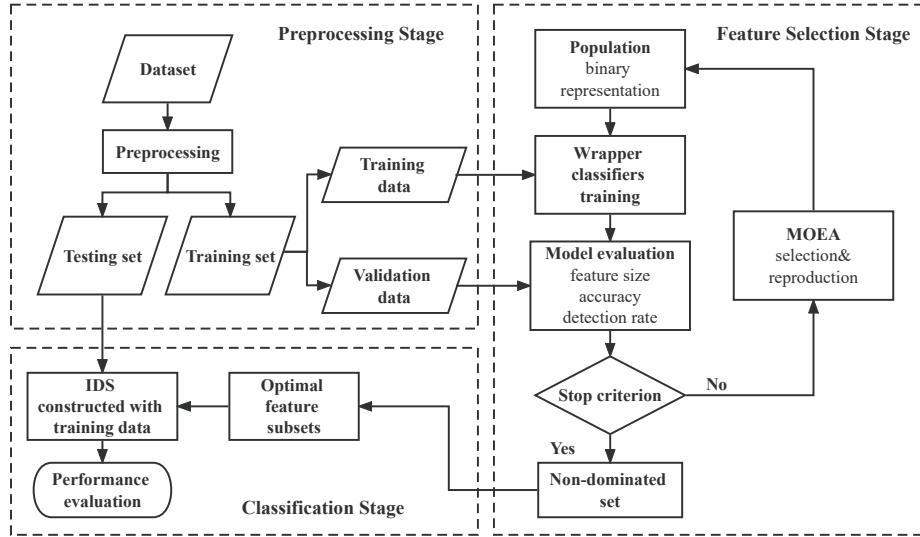 Preprocessing Stage
Dataset
Preprocessing
Testing set
Training set
Training
data
Validation
data
Feature Selection Stage
Population
binary
representation
Wrapper
classifiers
training
Model evaluation
feature size
accuracy
detection rate
MOEA
selection&
reproduction
Stop criterion
No
Yes
Non-dominated
set
IDS
constructed with
training data
Optimal
feature
subsets
Performance
evaluation
Classification Stage